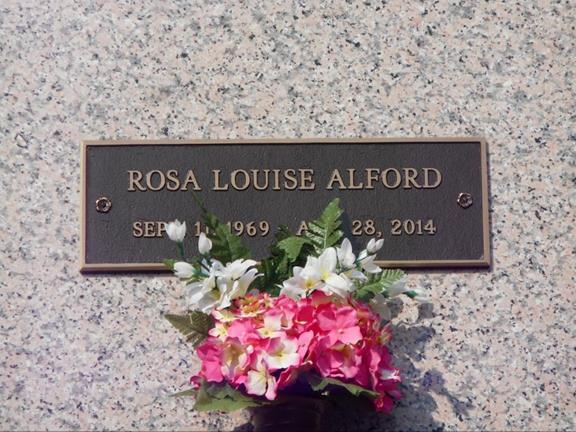 ROSA LOUISE ALFORD
SEP 1969 - 28, 2014